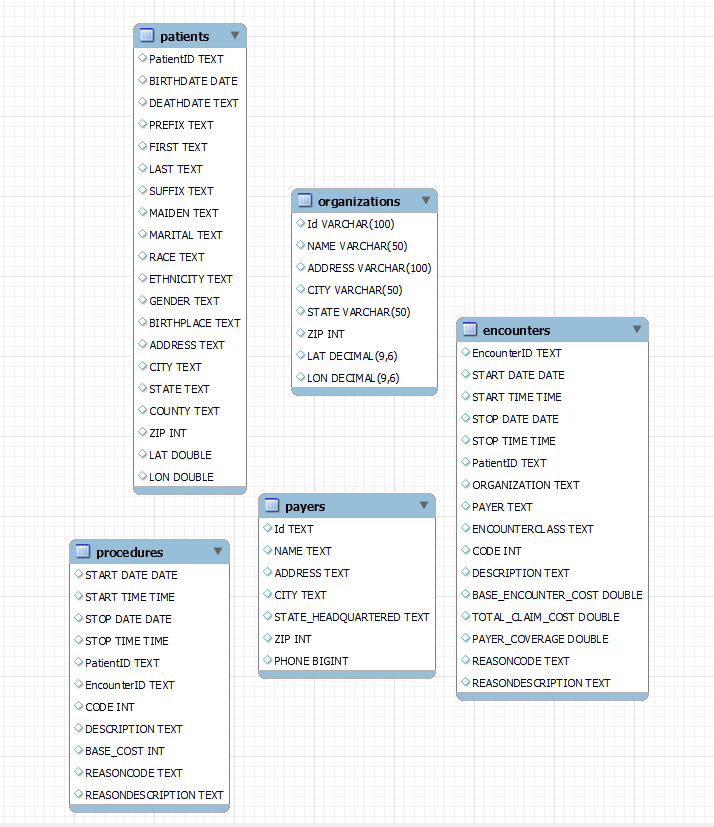 patients
PatientID TEXT
BIRTHDATE DATE
DEATHDATE TEXT
PREFIX TEXT
FIRST TEXT
LAST TEXT
SUFFIX TEXT
MAIDEN TEXT
MARITAL TEXT
RACE TEXT
ETHNICITY TEXT
GENDER TEXT
BIRTHPLACE TEXT
ADDRESS TEXT
CITY TEXT
STATE TEXT
COUNTY TEXT
ZIP INT
LAT DOUBLE
LON DOUBLE
organizations
Id VARCHAR(100)
NAME VARCHAR(50)
ADDRESS VARCHAR(100)
CITY VARCHAR(50)
STATE VARCHAR(50)
ZIP INT
LAT DECIMAL(9,6)
LON DECIMAL(9,6)
encounters
EncounterID TEXT
START DATE DATE
START TIME TIME
STOP DATE DATE
STOP TIME TIME
PatientID TEXT
ORGANIZATION TEXT
PAYER TEXT
ENCOUNTERCLASS TEXT
CODE INT
DESCRIPTION TEXT
BASE_ENCOUNTER_COST DOUBLE
TOTAL_CLAIM_COST DOUBLE
PAYER_COVERAGE DOUBLE
REASONCODE TEXT
REASONDESCRIPTION TEXT
payers
Id TEXT
NAME TEXT
ADDRESS TEXT
CITY TEXT
STATE_HEADQUARTERED TEXT
ZIP INT
PHONE BIGINT
procedures
START DATE DATE
START TIME TIME
STOP DATE DATE
STOP TIME TIME
PatientID TEXT
EncounterID TEXT
CODE INT
DESCRIPTION TEXT
BASE_COST INT
REASONCODE TEXT
REASONDESCRIPTION TEXT